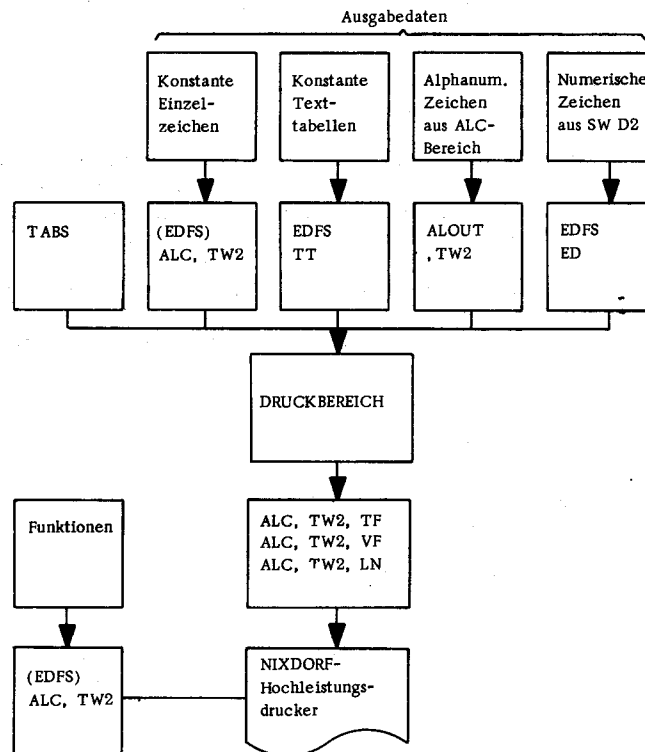 Ausgabedaten
Konstante
Einzel-
zeichen
Konstante
Text-
tabellen
Alphanum.
Zeichen
aus ALC-
Bereich
Numerische
Zeichen
aus SW D2
TABS
(EDFS)
ALC, TW2
EDFS
TT
ALOUT
, TW2
EDFS
ED
DRUCKBEREICH
Funktionen
ALC, TW2, TF
ALC, TW2, VF
ALC, TW2, LN
(EDFS)
ALC, TW2
NIXDORF-
Hochleistungs-
drucker